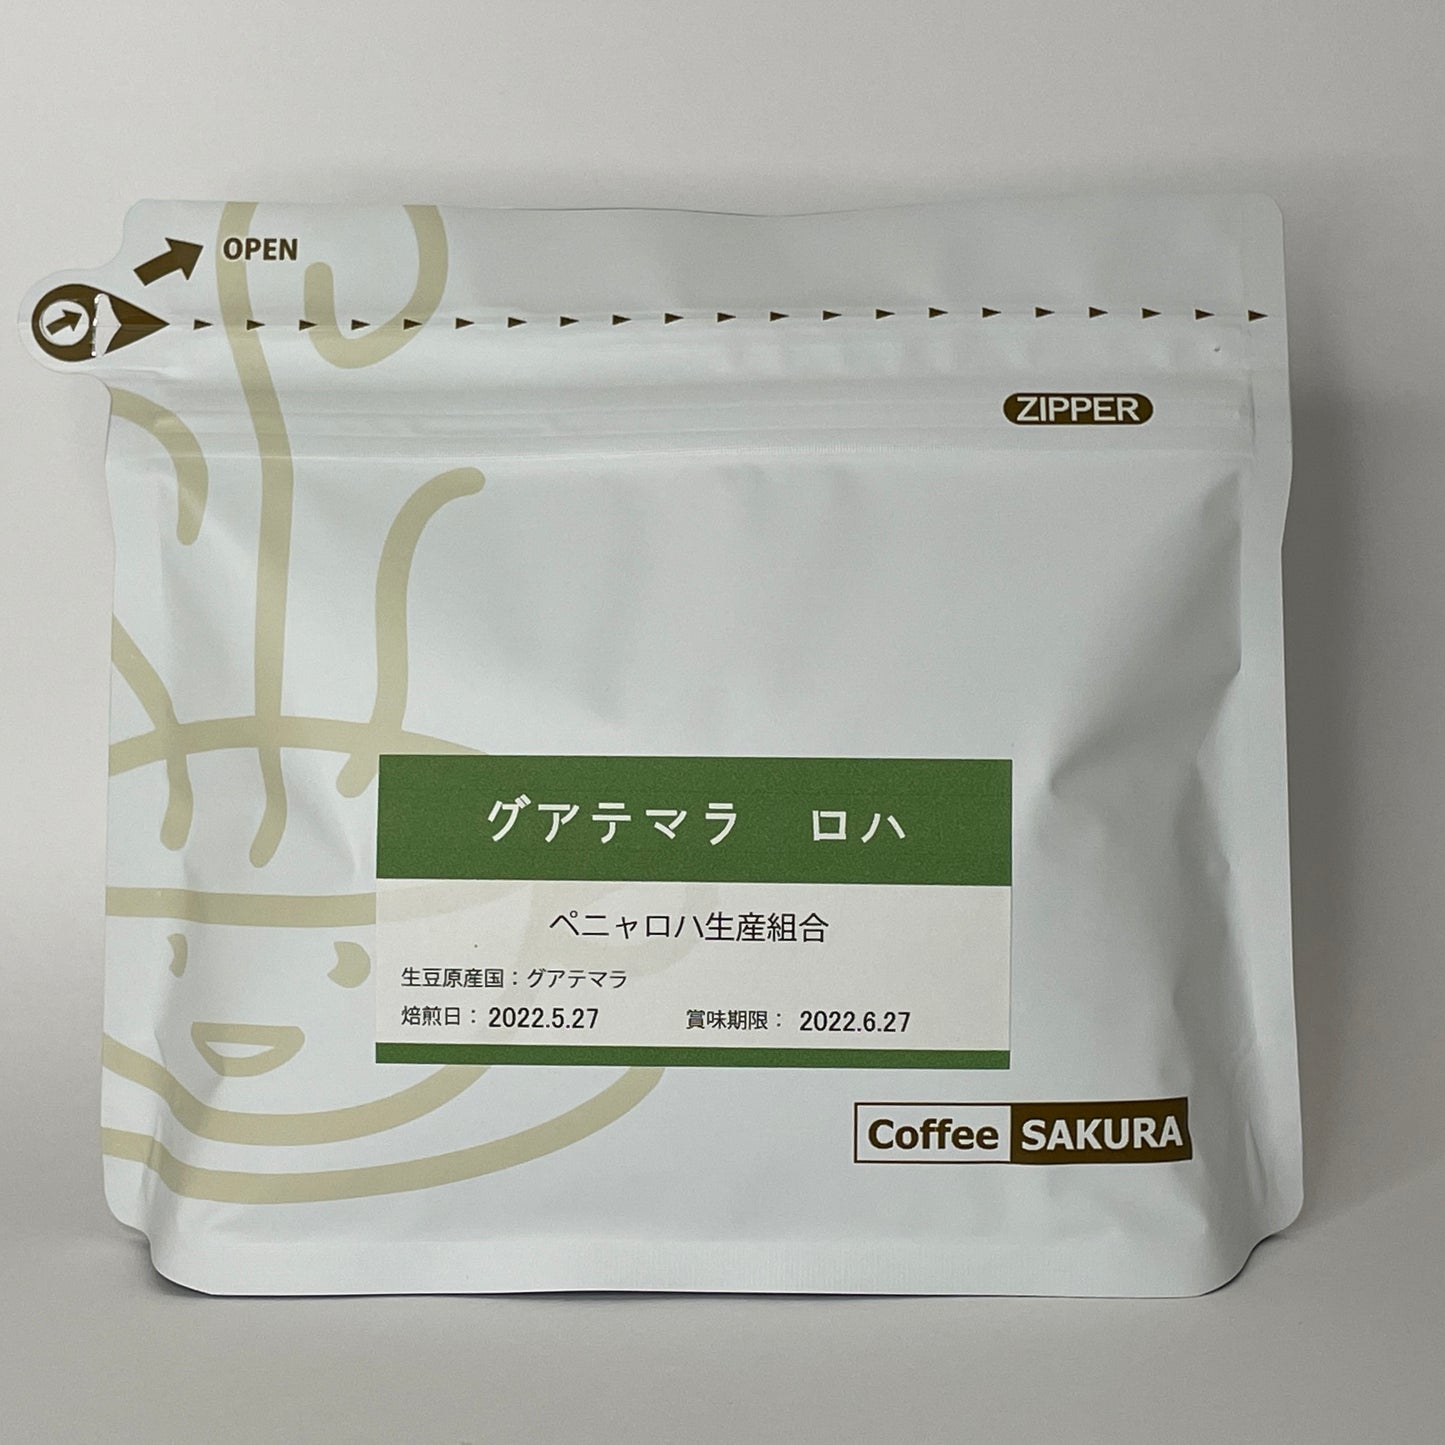 OPEN
ZIPPER
グアテマラ ロハ
ペニャロハ生産組合
生豆原産国：グアテマラ
焙煎日：2022.5.27 賞味期限：2022.6.27
Coffee SAKURA